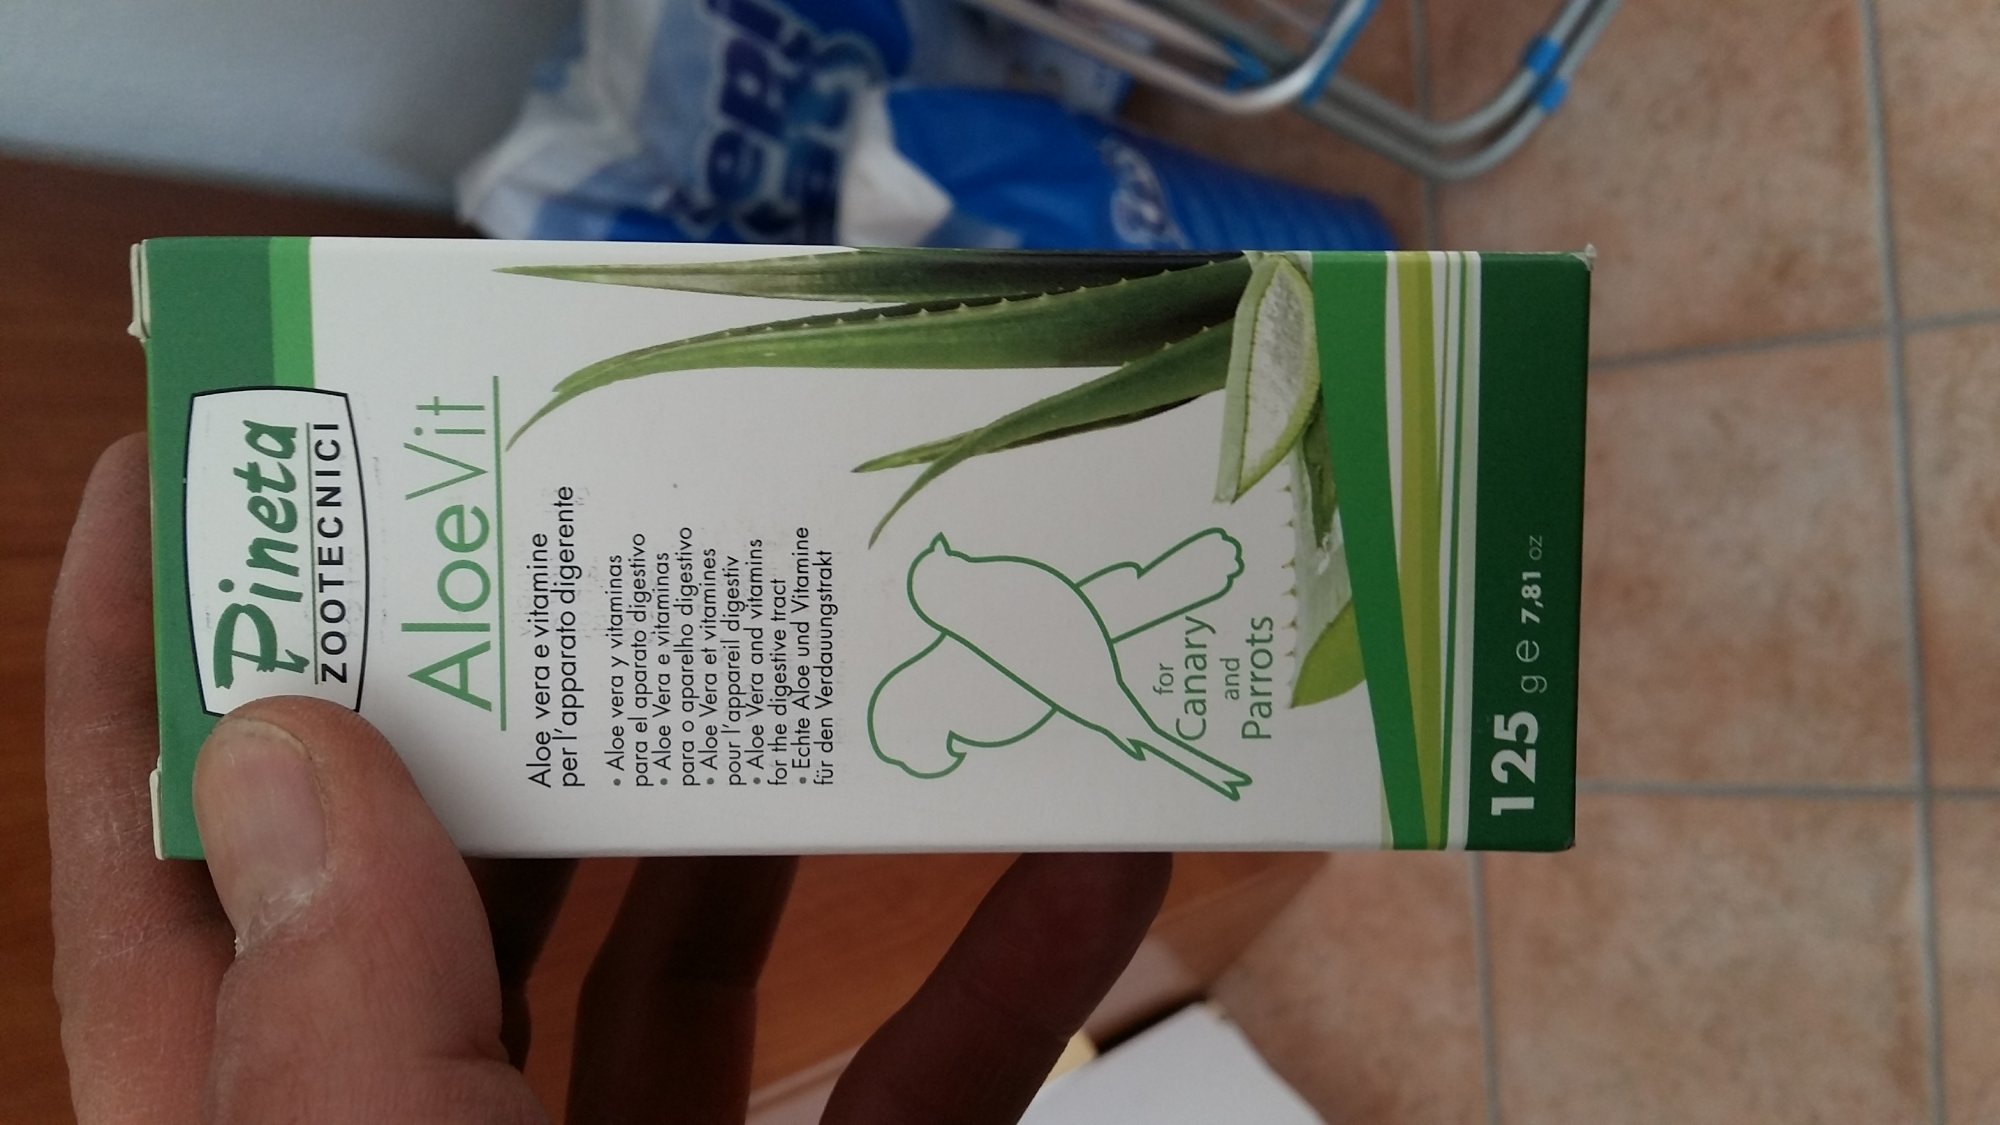 Pineta
ZOOTECNICI
AloeVit
Aloe vera e vitamine
per l'apparato digerente
• Aloe vera y vitaminas
para el aparato digestivo
• Aloe Vera e vitaminas
para o aparelho digestivo
• Aloe Vera et vitamines
pour l'appareil digestiv
• Aloe Vera and vitamins
for the digestive tract
• Echte Aloe und Vitamine
für den Verdauungstrakt
for
Canary
and
Parrots
125 g e 7,81 oz